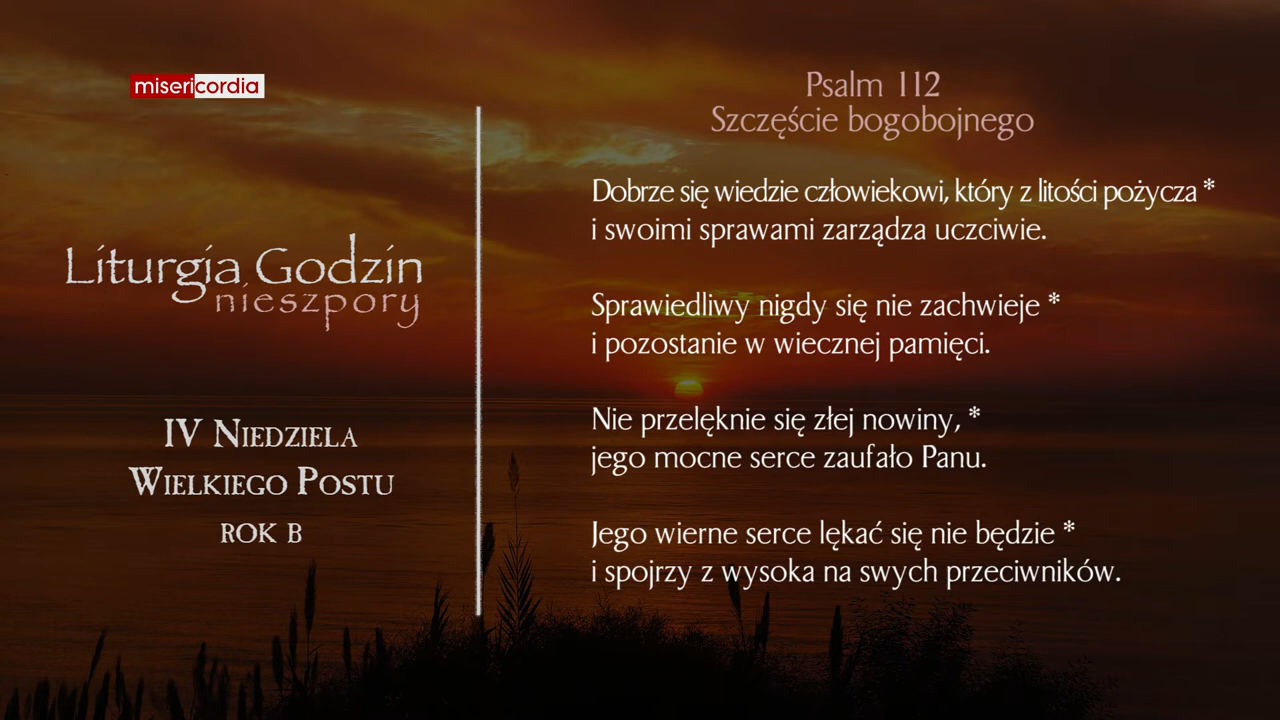 misericordia
Liturgia Godzin
nieszpory
IV Niedziela
Wielkiego Postu
rok B
Psalm 112
Szczęście bogobojnego
Dobrze się wiedzie człowiekowi, który z litości pożycza *
i swoimi sprawami zarządza uczciwie.
Sprawiedliwy nigdy się nie zachwieje *
i pozostanie w wiecznej pamięci.
Nie przelęknie się złej nowiny, *
jego mocne serce zaufało Panu.
Jego wierne serce lękać się nie będzie *
i spojrzy z wysoka na swych przeciwników.